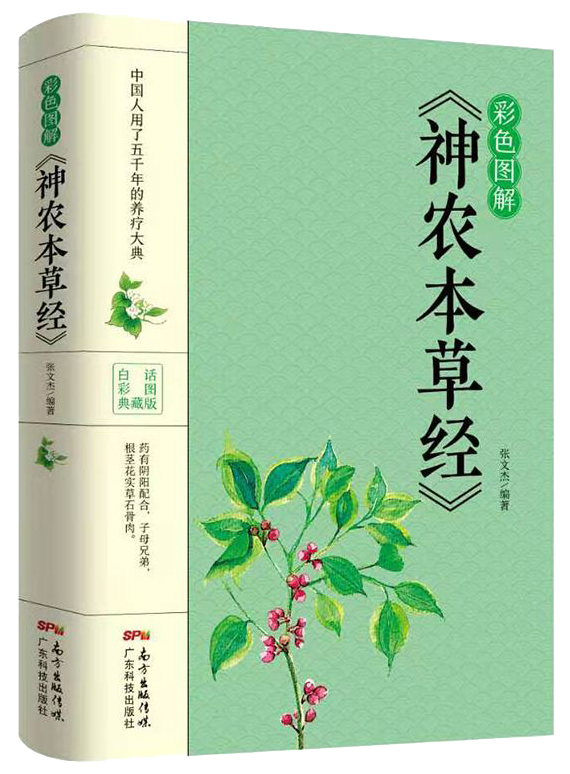 彩色图解
《神农本草经》
张文杰/编著
中国人用了五千年的养疗大典
白话
彩图
典藏版
药有阴阳配合，子母兄弟，
根茎花实草石骨肉。
SPM
南方出版传媒
广东科技出版社
彩色图解
《神农本草经》
张文杰/编著
SPM
南方出版传媒
广东科技出版社